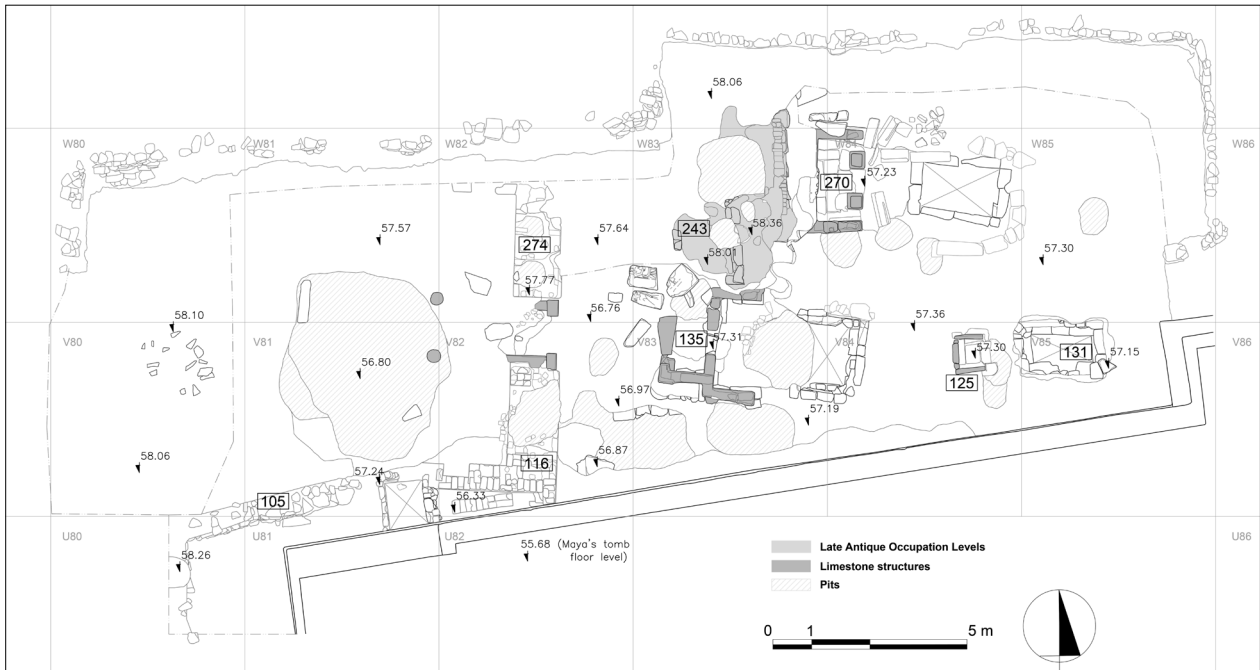 58.06
W80
W81
W82
W83
W84
W85
W86
270
57.23
57.57
274
57.64
243
58.36
58.01
57.30
57.77
56.76
58.10
57.36
V80
V81
V82
V83
135
57.31
V84
57.30
V85
131
57.15
V86
56.80
125
56.97
57.19
58.06
57.24
116
56.87
105
56.33
U80
U81
U82
55.68 (Maya's tomb
floor level)
U86
58.26
Late Antique Occupation Levels
Limestone structures
Pits
0 1 5 m